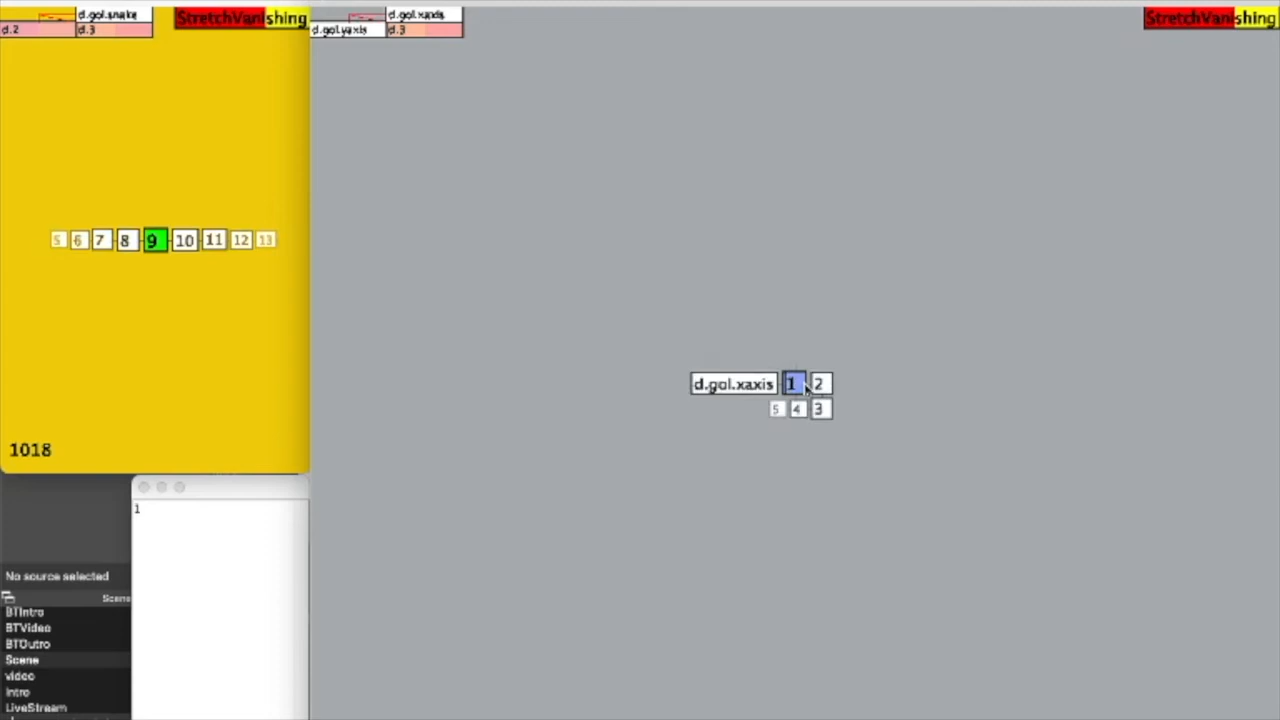 d.gol.snake
StretchVanishing
d.2 d.3
d.gol.xaxis
d.gol.yaxis d.3
StretchVanishing
5 6 7 8 9 10 11 12 13
d.gol.xaxis 1 2
5 4 3
1018
1
No source selected
Scene
BTIntro
BTVideo
BTOutro
Scene
video
Intro
LiveStream